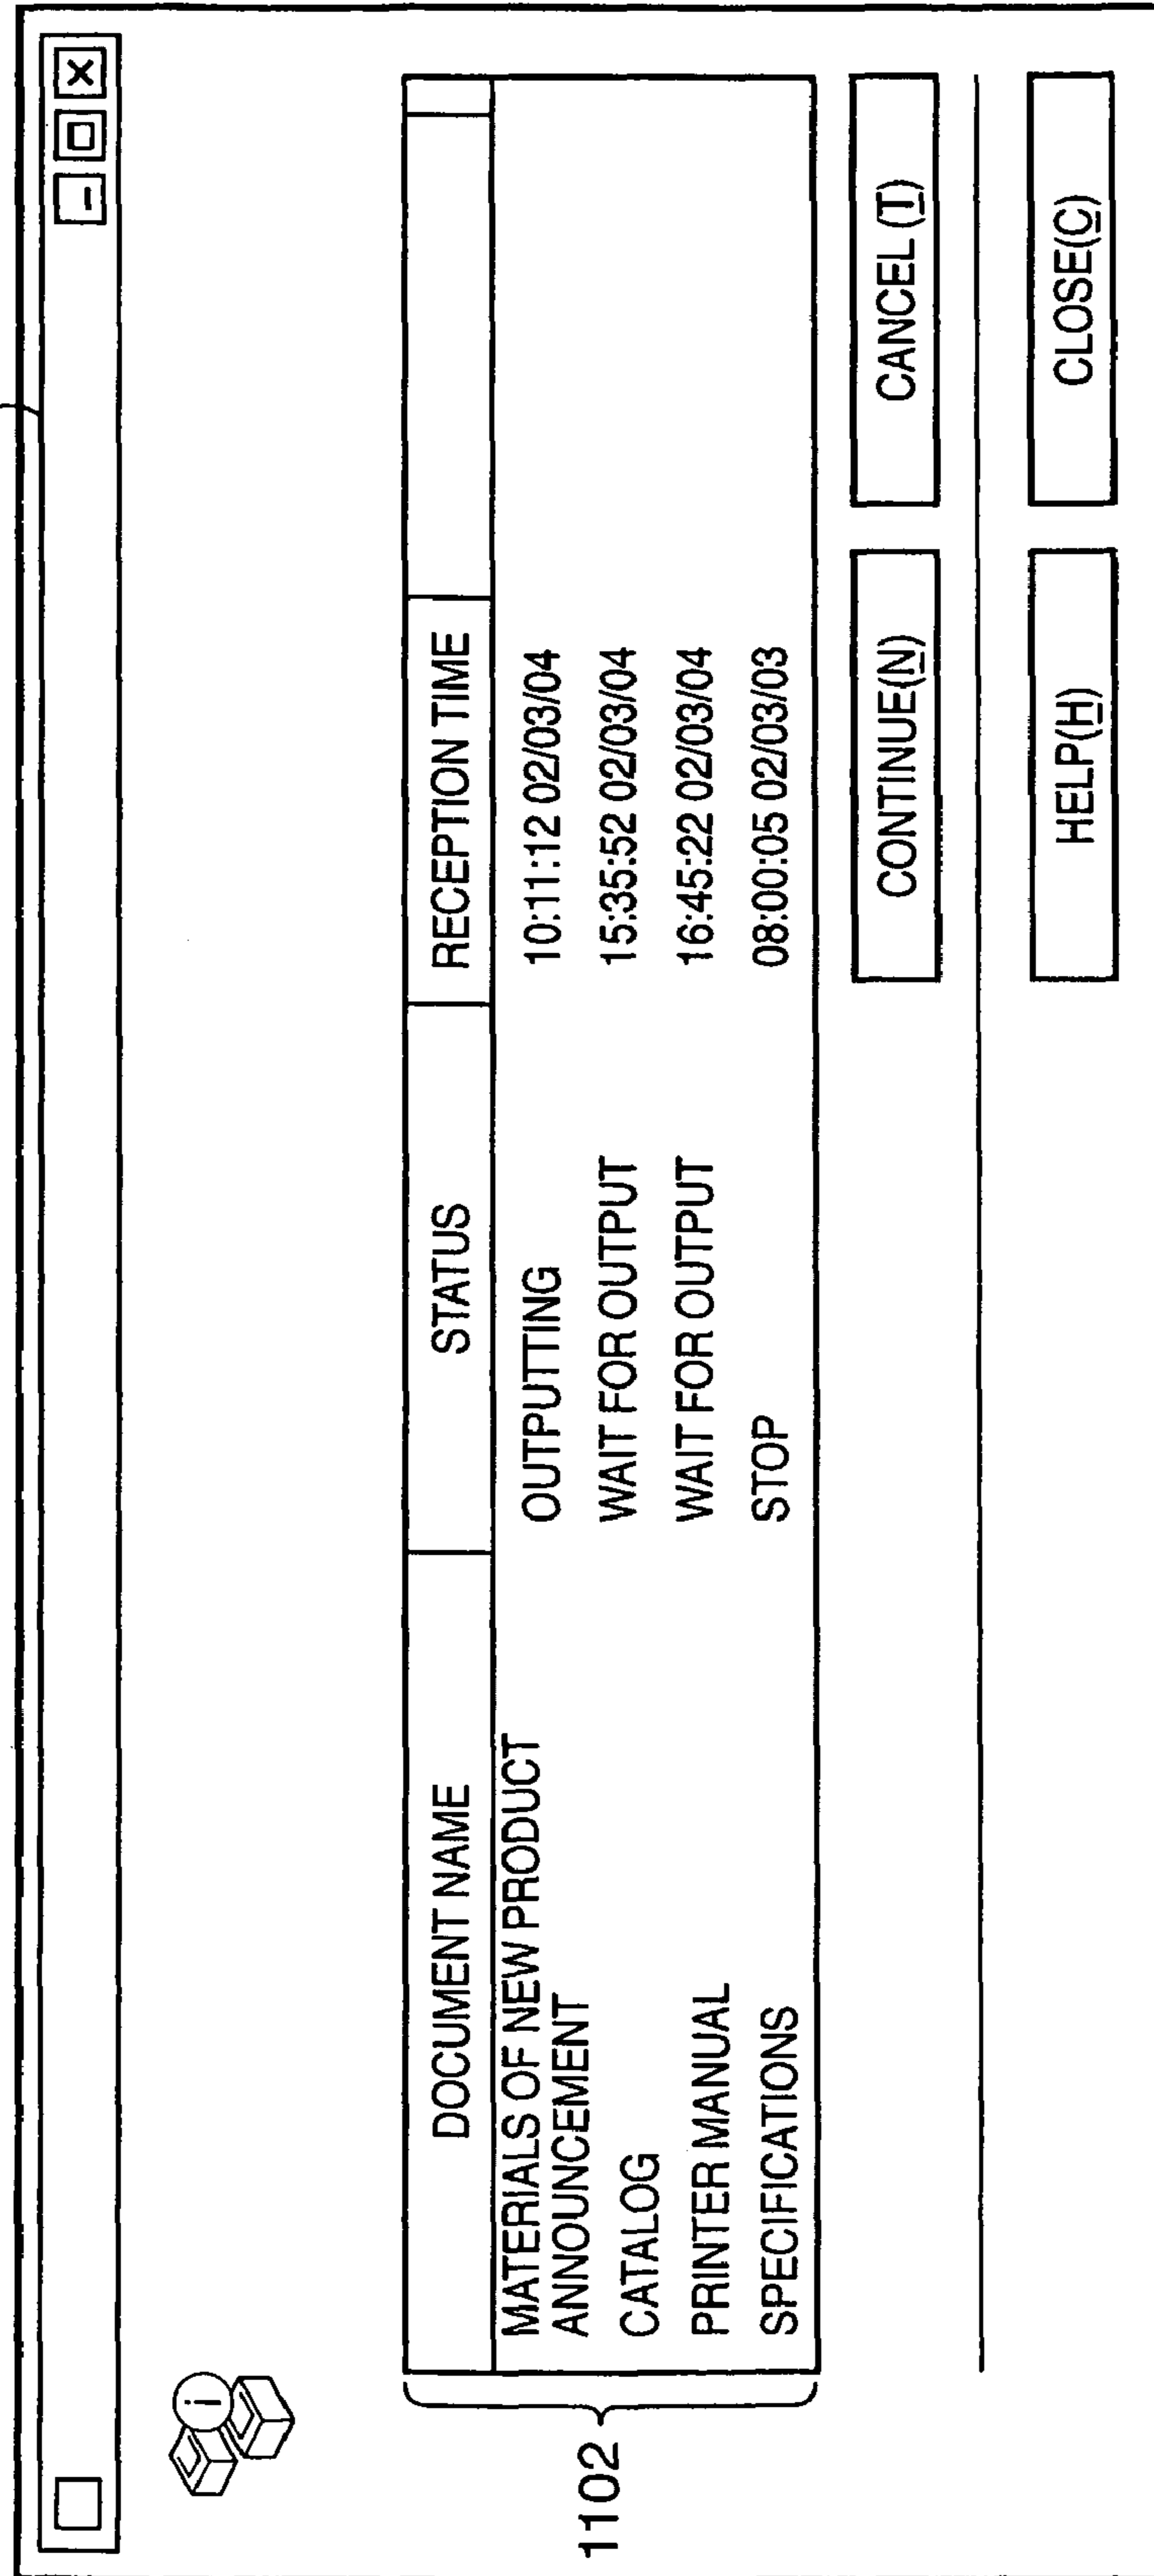 DOCUMENT NAME STATUS RECEPTION TIME
MATERIALS OF NEW PRODUCT
ANNOUNCEMENT OUTPUTTING 10:11:12 02/03/04
CATALOG WAIT FOR OUTPUT 15:35:52 02/03/04
PRINTER MANUAL WAIT FOR OUTPUT 16:45:22 02/03/04
SPECIFICATIONS STOP 08:00:05 02/03/03
1102
CONTINUE(N) CANCEL (T)
HELP(H) CLOSE(C)